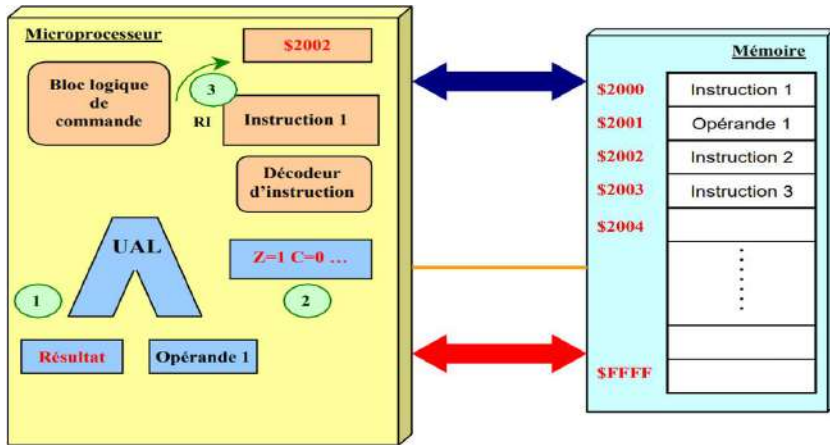 Microprocesseur
$2002
Bloc logique
de
commande
3
RI
Instruction 1
Décodeur
d'instruction
UAL
Z=1 C=0 ...
1
2
Résultat
Opérande 1
Mémoire
$2000
Instruction 1
$2001
Opérande 1
$2002
Instruction 2
$2003
Instruction 3
$2004
$FFFF